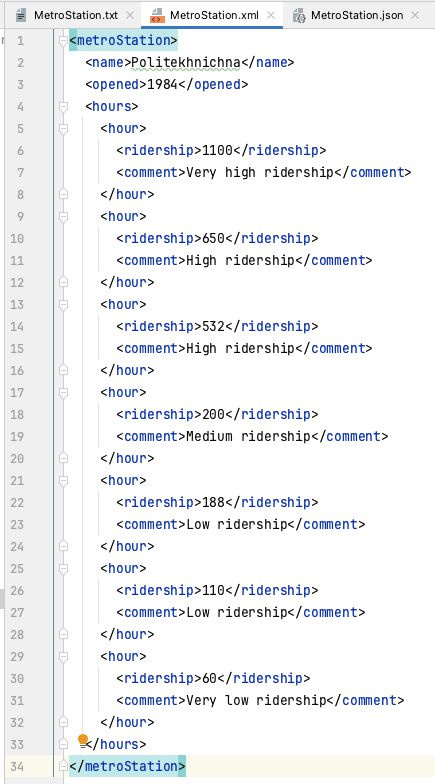 MetroStation.txt MetroStation.xml MetroStation.json
1 <metroStation>
2 <name>Politekhnichna</name>
3 <opened>1984</opened>
4 <hours>
5 <hour>
6 <ridership>1100</ridership>
7 <comment>Very high ridership</comment>
8 </hour>
9 <hour>
10 <ridership>650</ridership>
11 <comment>High ridership</comment>
12 </hour>
13 <hour>
14 <ridership>532</ridership>
15 <comment>High ridership</comment>
16 </hour>
17 <hour>
18 <ridership>200</ridership>
19 <comment>Medium ridership</comment>
20 </hour>
21 <hour>
22 <ridership>188</ridership>
23 <comment>Low ridership</comment>
24 </hour>
25 <hour>
26 <ridership>110</ridership>
27 <comment>Low ridership</comment>
28 </hour>
29 <hour>
30 <ridership>60</ridership>
31 <comment>Very low ridership</comment>
32 </hour>
33 </hours>
34 </metroStation>